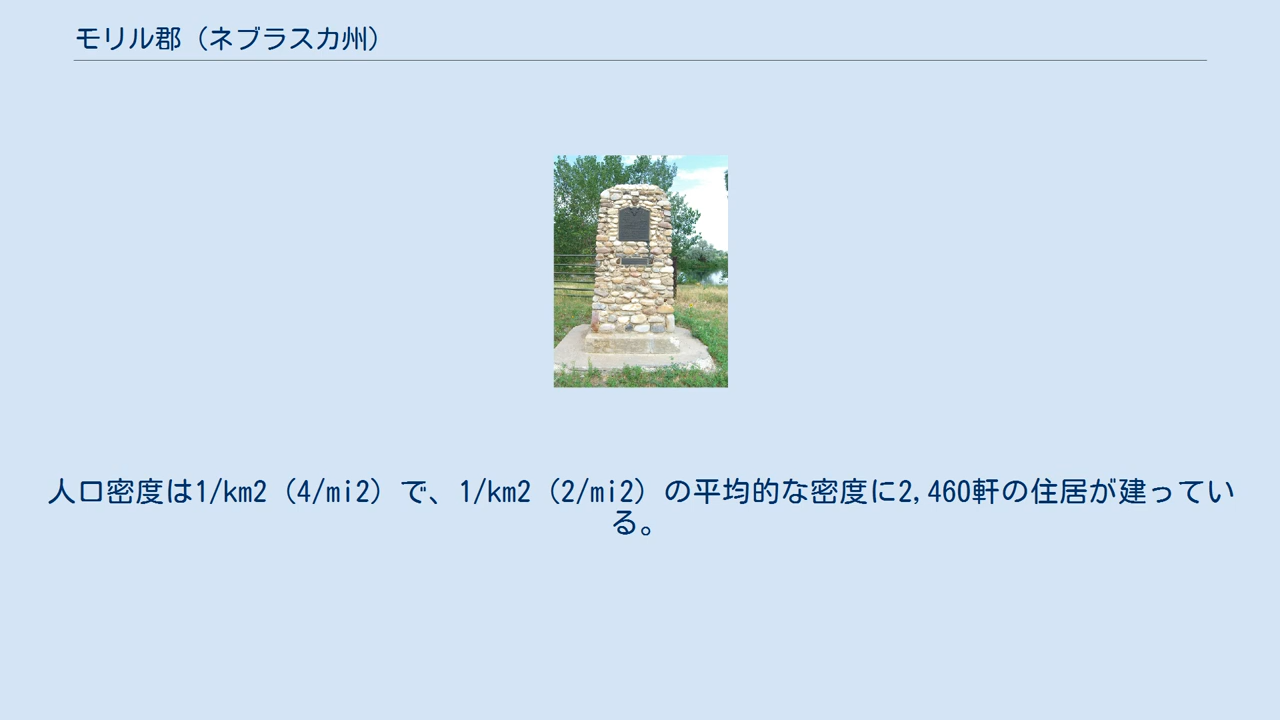 モリル郡（ネブラスカ州）
人口密度は1/km2（4/mi2）で、1/km2（2/mi2）の平均的な密度に2,460軒の住居が建ってい
る。